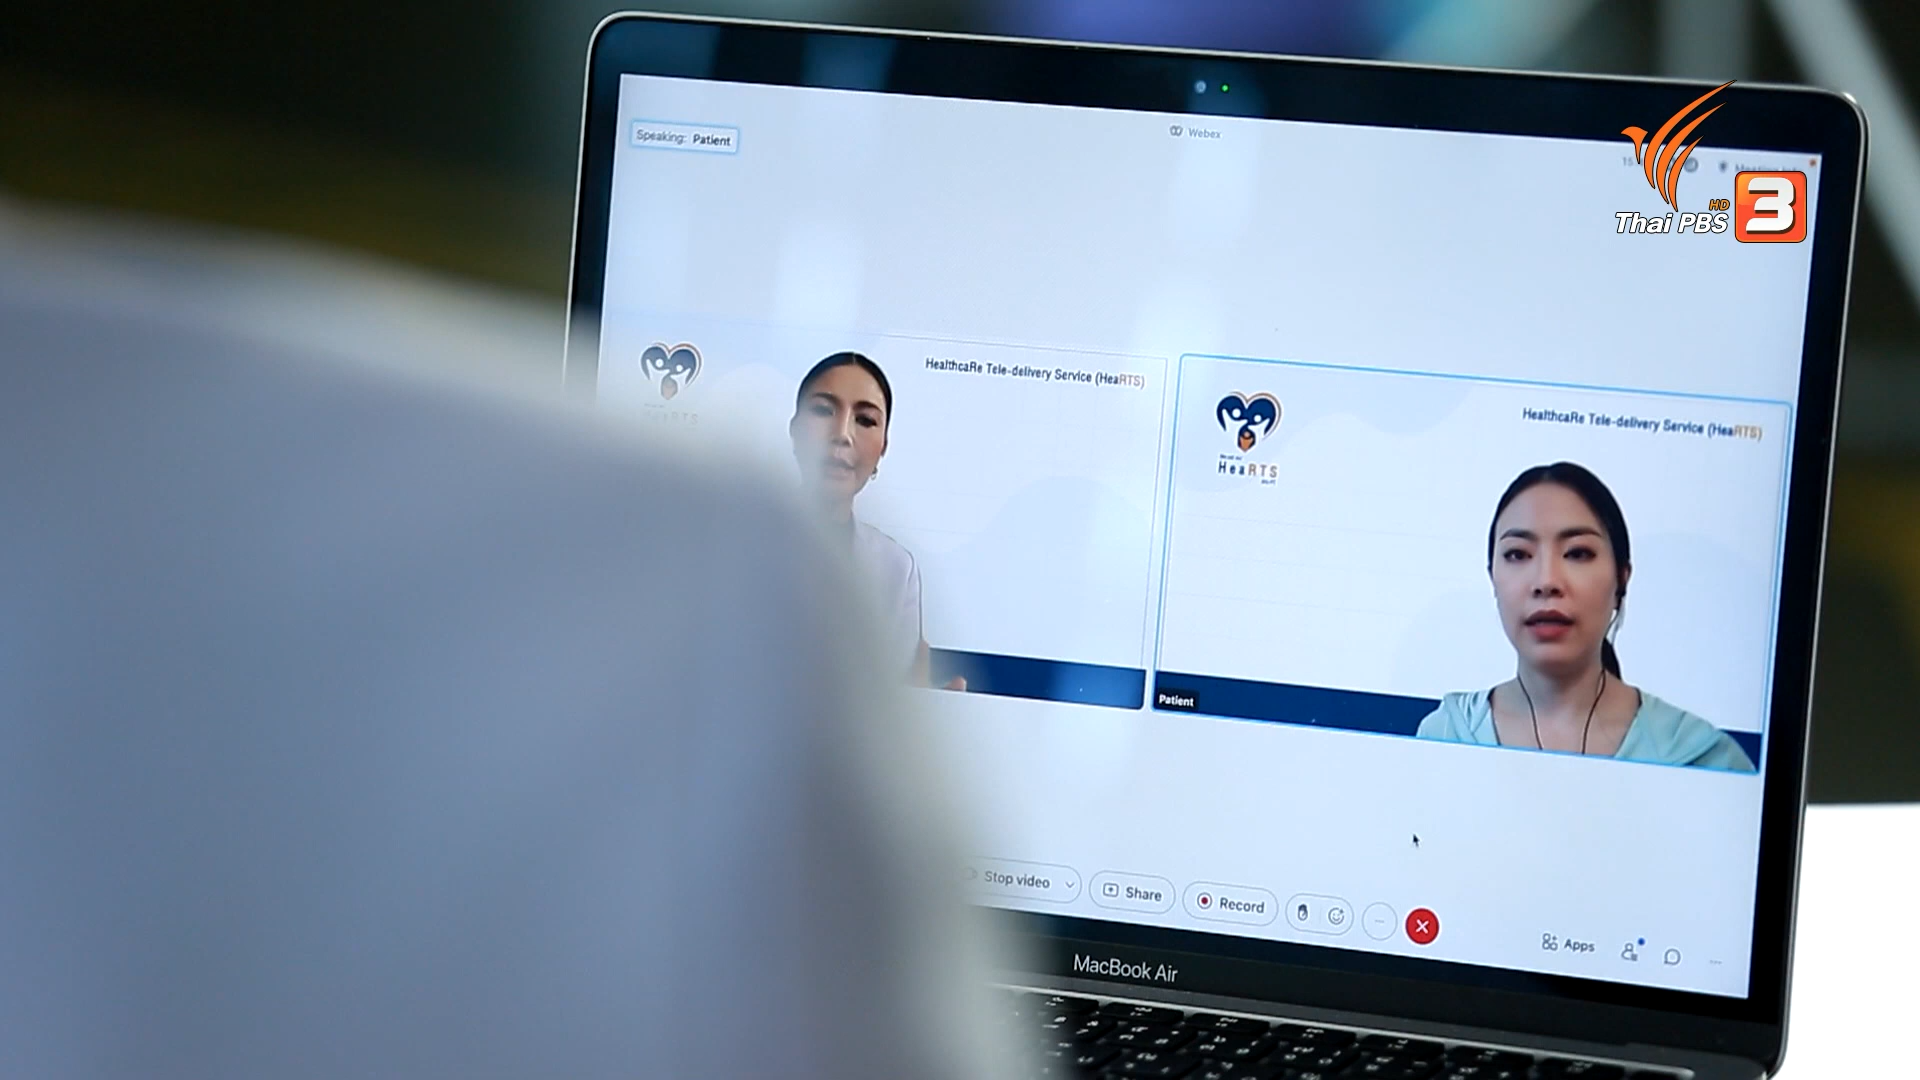 Speaking: Patient
Webex
HD
Thai PBS 3
HealthcaRe Tele-delivery Service (HeaRTS)
HeaRTS
HealthcaRe Tele-delivery Service (HeaRTS)
HeaRTS
Patient
Stop video
Share
Record
Apps
MacBook Air